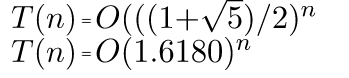 T(n) = O(((1+√5)/2)ⁿ
T(n) = O(1.6180)ⁿ